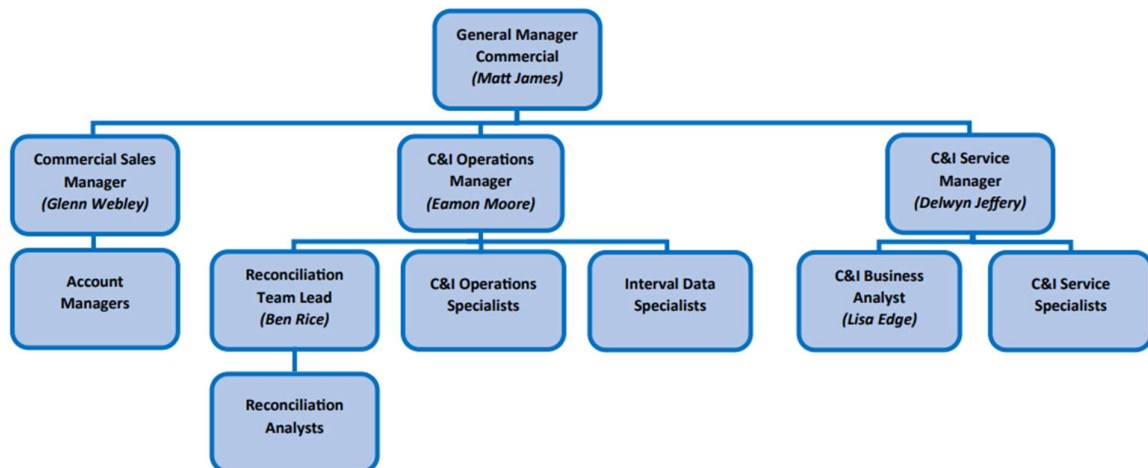 General Manager
Commercial
(Matt James)
Commercial Sales
Manager
(Glenn Webley)
C&I Operations
Manager
(Eamon Moore)
C&I Service
Manager
(Delwyn Jeffery)
Account
Managers
Reconciliation
Team Lead
(Ben Rice)
C&I Operations
Specialists
Interval Data
Specialists
C&I Business
Analyst
(Lisa Edge)
C&I Service
Specialists
Reconciliation
Analysts